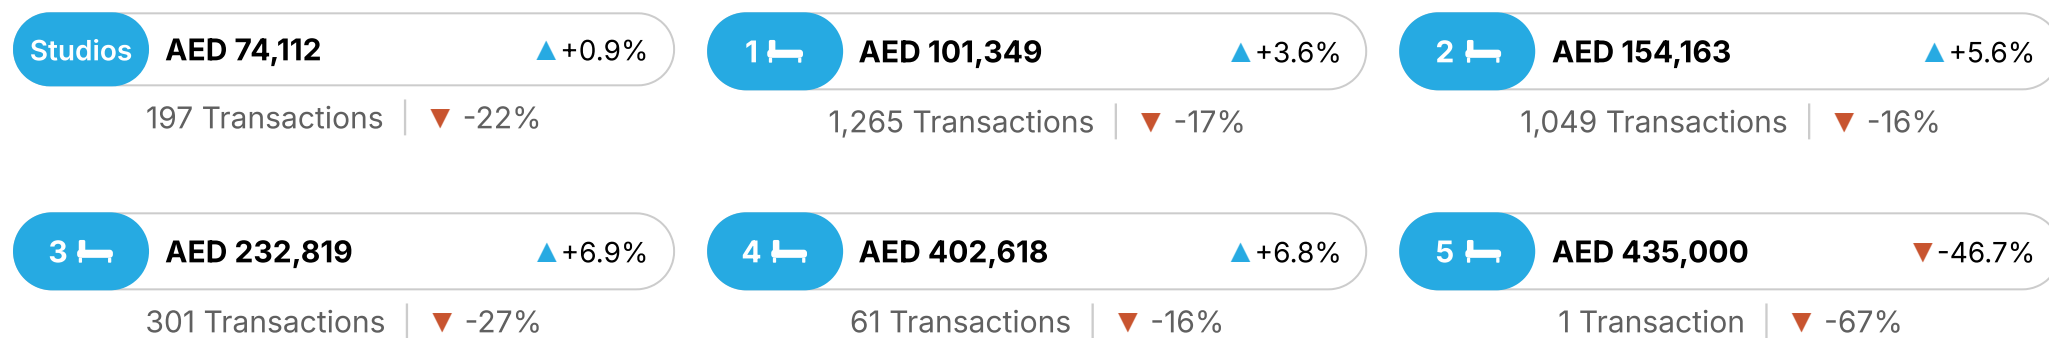 Studios AED 74,112 ▲+0.9%
197 Transactions | ▼ -22%
1 AED 101,349 ▲+3.6%
1,265 Transactions | ▼ -17%
2 AED 154,163 ▲+5.6%
1,049 Transactions | ▼ -16%
3 AED 232,819 ▲+6.9%
301 Transactions | ▼ -27%
4 AED 402,618 ▲+6.8%
61 Transactions | ▼ -16%
5 AED 435,000 ▼-46.7%
1 Transaction | ▼ -67%